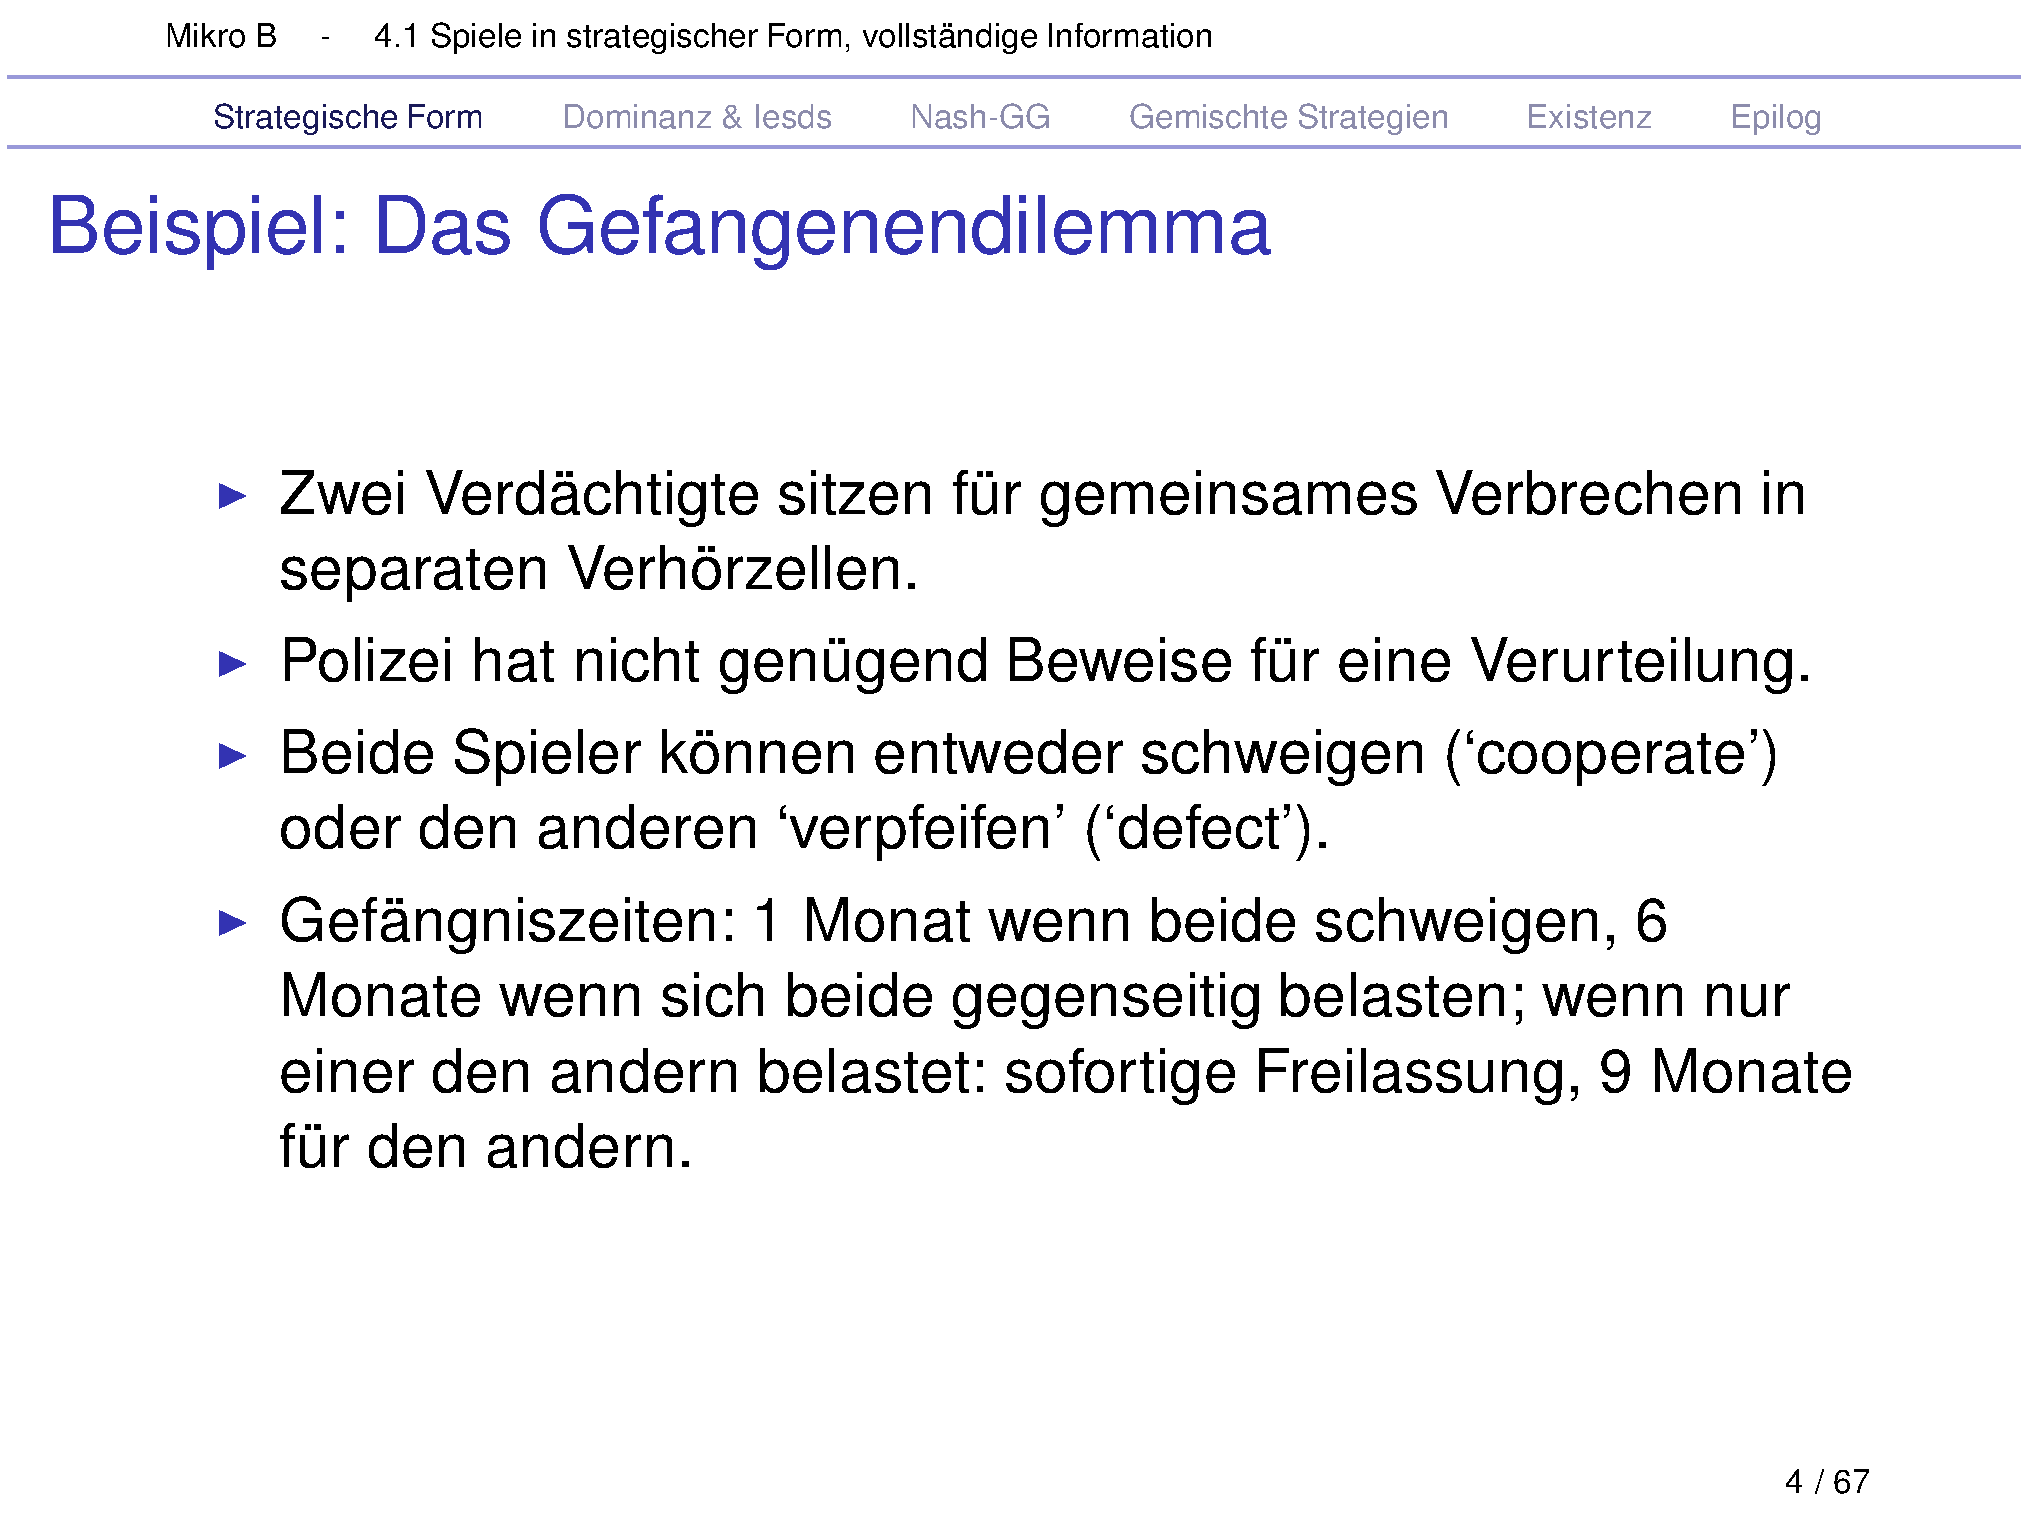 Mikro B - 4.1 Spiele in strategischer Form, vollständige Information
Strategische Form Dominanz & Iesds Nash-GG Gemischte Strategien Existenz Epilog
Beispiel: Das Gefangenendilemma
Zwei Verdächtigte sitzen für gemeinsames Verbrechen in
separaten Verhörzellen.
Polizei hat nicht genügend Beweise für eine Verurteilung.
Beide Spieler können entweder schweigen (‘cooperate’)
oder den anderen ‘verpfeifen’ (‘defect’).
Gefängniszeiten: 1 Monat wenn beide schweigen, 6
Monate wenn sich beide gegenseitig belasten; wenn nur
einer den andern belastet: sofortige Freilassung, 9 Monate
für den andern.
4 / 67